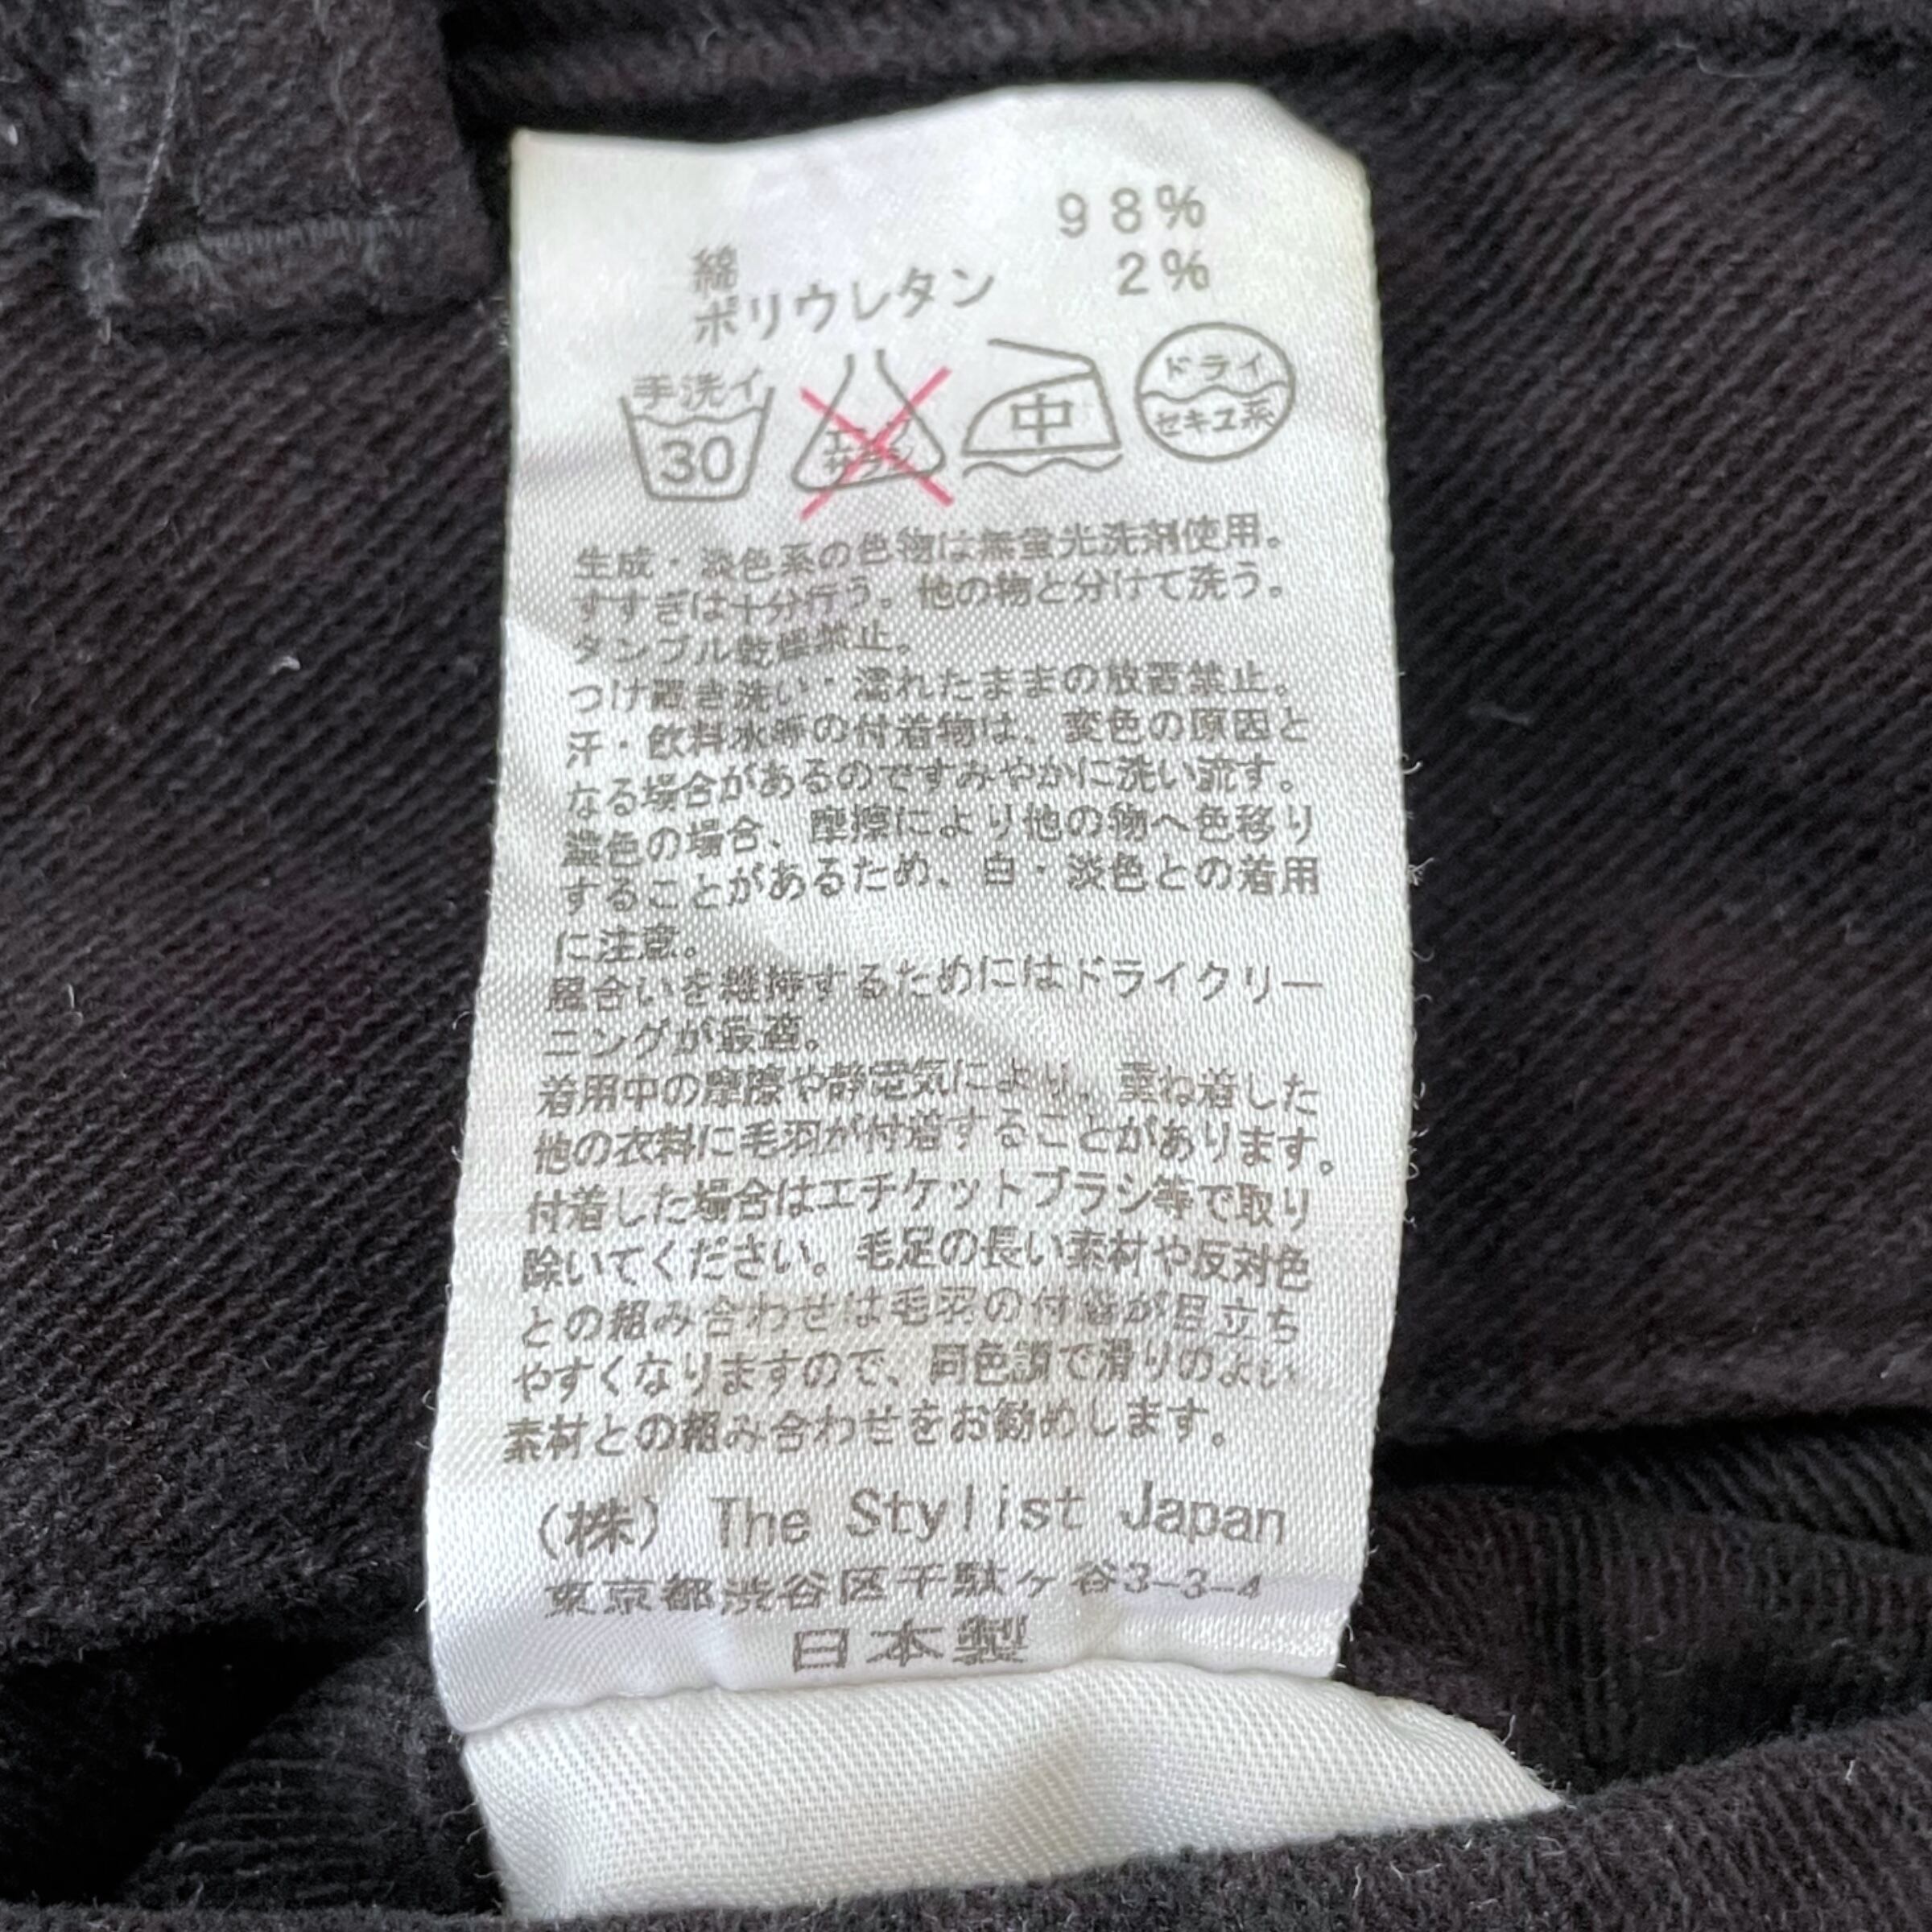 綿 98%
ポリウレタン 2%
手洗イ
30
エンソ
サラシ
中
ドライ
セキユ系
生成・淡色系の色物は無蛍光洗剤使用。
すすぎは十分行う。他の物と分けて洗う。
タンブル乾燥禁止。
つけ置き洗い・濡れたままの放置禁止。
汗・飲料水等の付着物は、変色の原因と
なる場合があるのですみやかに洗い流す。
濃色の場合、摩擦により他の物へ色移り
することがあるため、白・淡色との着用
に注意。
風合いを維持するためにはドライクリー
ニングが最適。
着用中の摩擦や静電気により、重ね着した
他の衣料に毛羽が付着することがあります。
付着した場合はエチケットブラシ等で取り
除いてください。毛足の長い素材や反対色
との組み合わせは毛羽の付着が目立ち
やすくなりますので、同色調で滑りのよい
素材との組み合わせをお勧めします。
(株) The Stylist Japan
東京都渋谷区千駄ヶ谷3-3-4
日本製